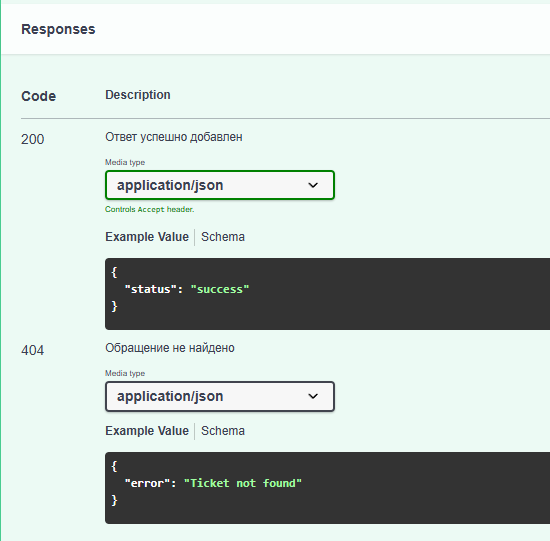 Responses
Code Description
200 Ответ успешно добавлен
Media type
application/json
Controls Accept header.
Example Value Schema
{
"status": "success"
}
404 Обращение не найдено
Media type
application/json
Example Value Schema
{
"error": "Ticket not found"
}